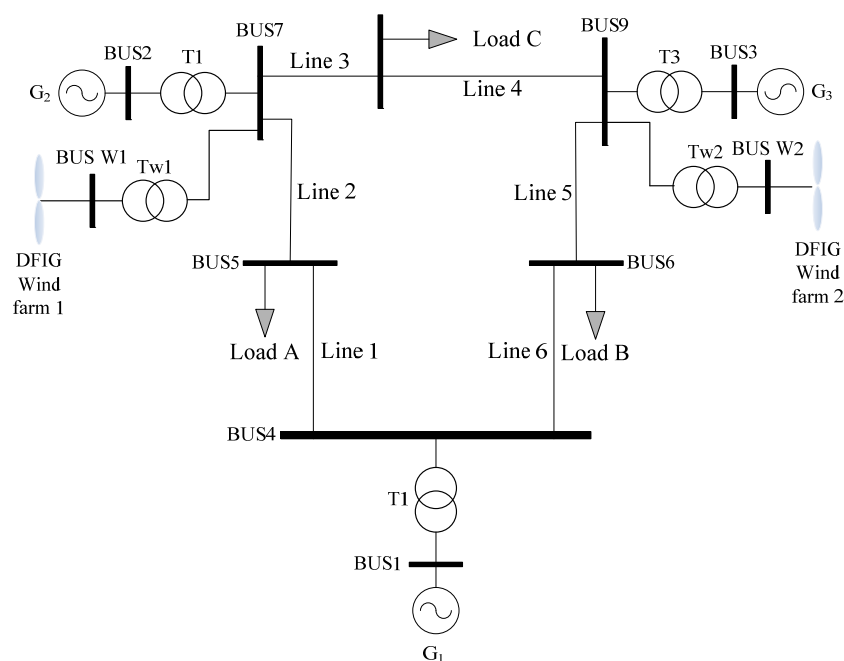 BUS7
BUS9
Load C
BUS2
T1
Line 3
Line 4
T3
BUS3
G2
G3
BUS W1
Tw1
Line 2
Line 5
Tw2
BUS W2
DFIG
Wind
farm 1
DFIG
Wind
farm 2
BUS5
BUS6
Load A
Line 1
Line 6
Load B
BUS4
T1
BUS1
G1